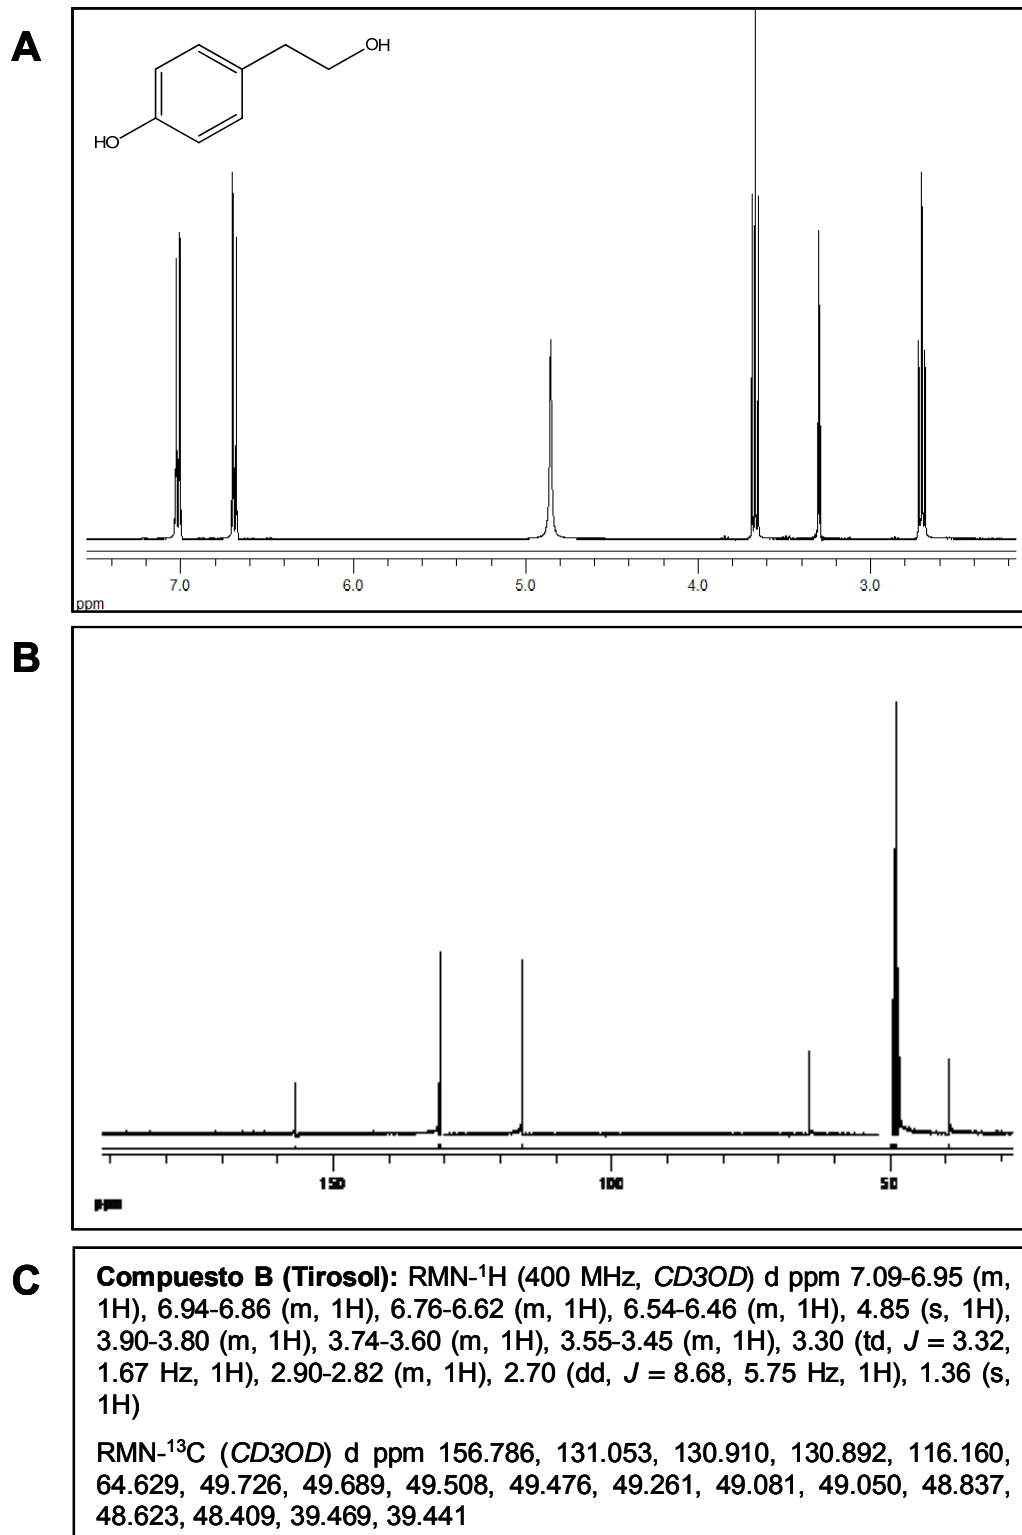 A
OH
HO
7.0 6.0 5.0 4.0 3.0
ppm
B
150 100 50
ppm
C
Compuesto B (Tirosol): RMN-¹H (400 MHz, CD3OD) d ppm 7.09-6.95 (m,
1H), 6.94-6.86 (m, 1H), 6.76-6.62 (m, 1H), 6.54-6.46 (m, 1H), 4.85 (s, 1H),
3.90-3.80 (m, 1H), 3.74-3.60 (m, 1H), 3.55-3.45 (m, 1H), 3.30 (td, J = 3.32,
1.67 Hz, 1H), 2.90-2.82 (m, 1H), 2.70 (dd, J = 8.68, 5.75 Hz, 1H), 1.36 (s,
1H)
RMN-¹³C (CD3OD) d ppm 156.786, 131.053, 130.910, 130.892, 116.160,
64.629, 49.726, 49.689, 49.508, 49.476, 49.261, 49.081, 49.050, 48.837,
48.623, 48.409, 39.469, 39.441